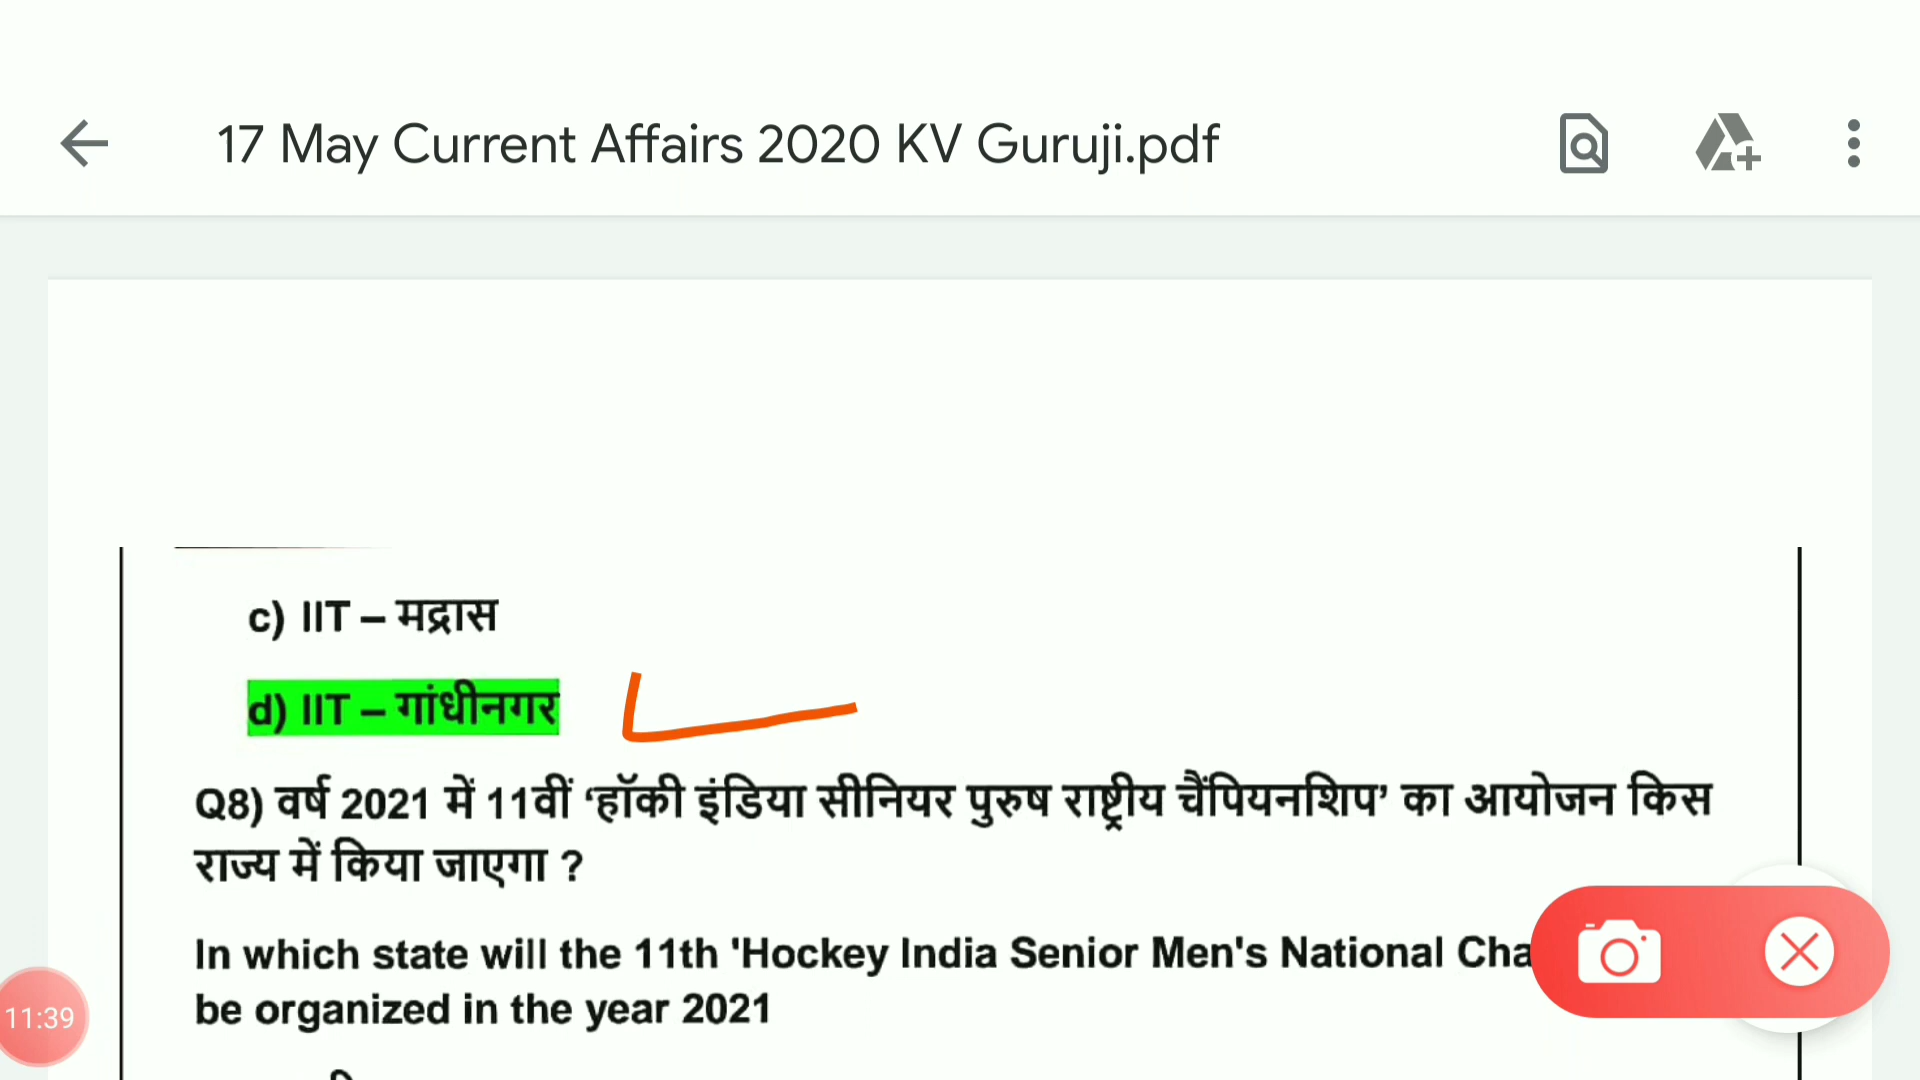 17 May Current Affairs 2020 KV Guruji.pdf
c) IIT – मद्रास
d) IIT – गांधीनगर
Q8) वर्ष 2021 में 11वीं ‘हॉकी इंडिया सीनियर पुरुष राष्ट्रीय चैंपियनशिप’ का आयोजन किस
राज्य में किया जाएगा ?
In which state will the 11th 'Hockey India Senior Men's National Cha
be organized in the year 2021
11:39